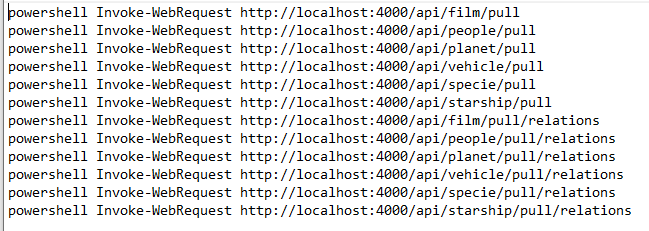 powershell Invoke-WebRequest http://localhost:4000/api/film/pull
powershell Invoke-WebRequest http://localhost:4000/api/people/pull
powershell Invoke-WebRequest http://localhost:4000/api/planet/pull
powershell Invoke-WebRequest http://localhost:4000/api/vehicle/pull
powershell Invoke-WebRequest http://localhost:4000/api/specie/pull
powershell Invoke-WebRequest http://localhost:4000/api/starship/pull
powershell Invoke-WebRequest http://localhost:4000/api/film/pull/relations
powershell Invoke-WebRequest http://localhost:4000/api/people/pull/relations
powershell Invoke-WebRequest http://localhost:4000/api/planet/pull/relations
powershell Invoke-WebRequest http://localhost:4000/api/vehicle/pull/relations
powershell Invoke-WebRequest http://localhost:4000/api/specie/pull/relations
powershell Invoke-WebRequest http://localhost:4000/api/starship/pull/relations